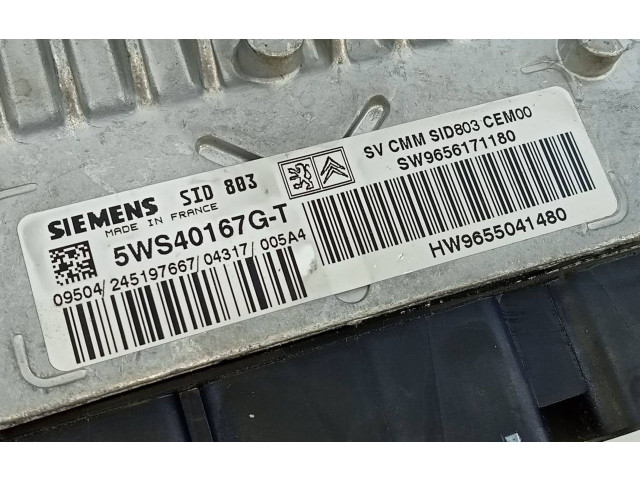 SIEMENS SID 803
MADE IN FRANCE
5WS40167G-T
09504/245197667/04317/005A4
SV CMM SID803 CEM00
SW9656171180
HW9655041480